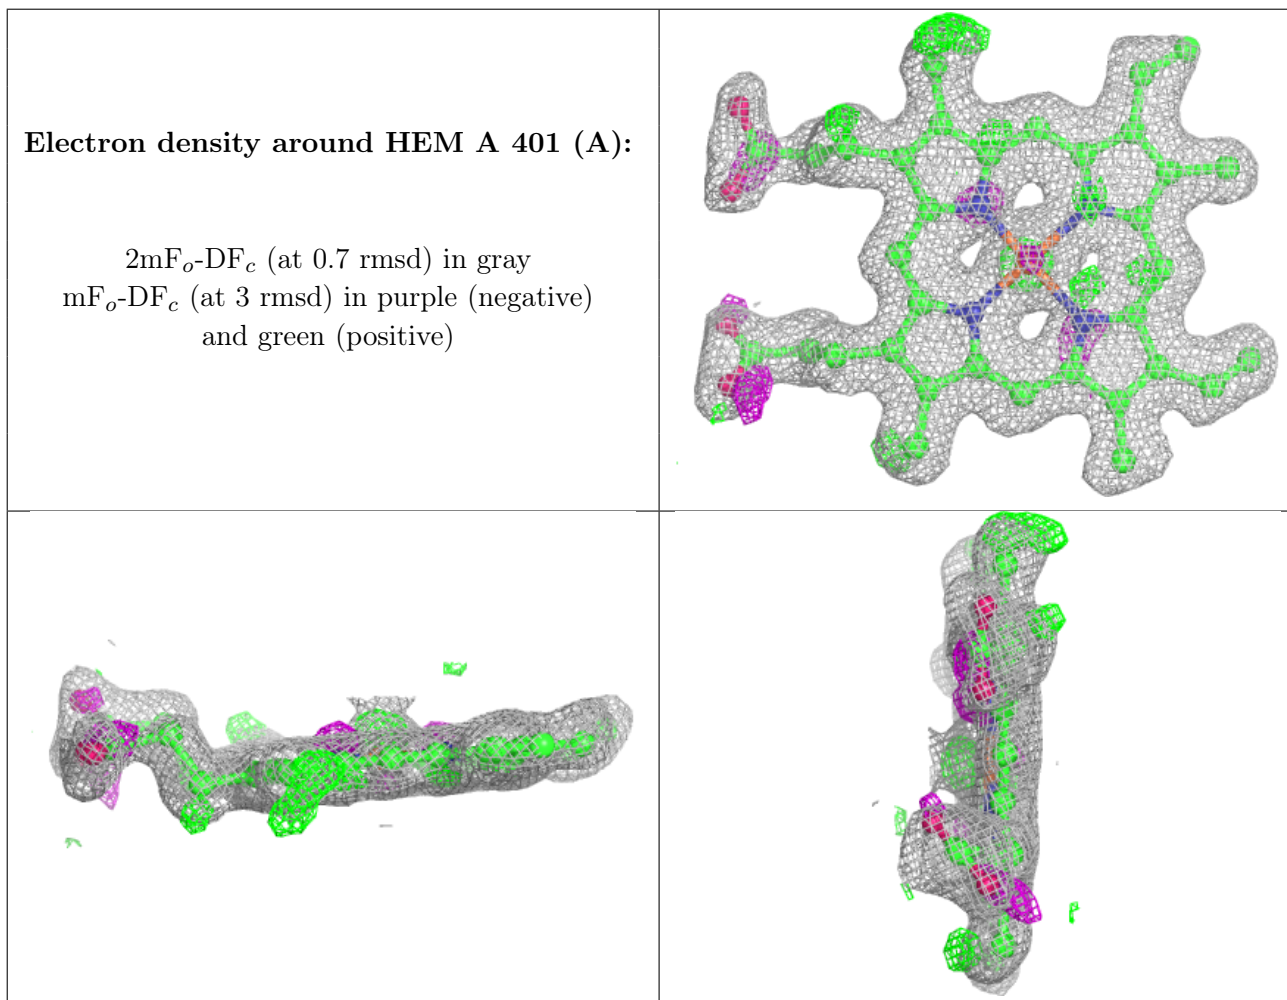 Electron density around HEM A 401 (A):
2mFo-DFc (at 0.7 rmsd) in gray
mFo-DFc (at 3 rmsd) in purple (negative)
and green (positive)